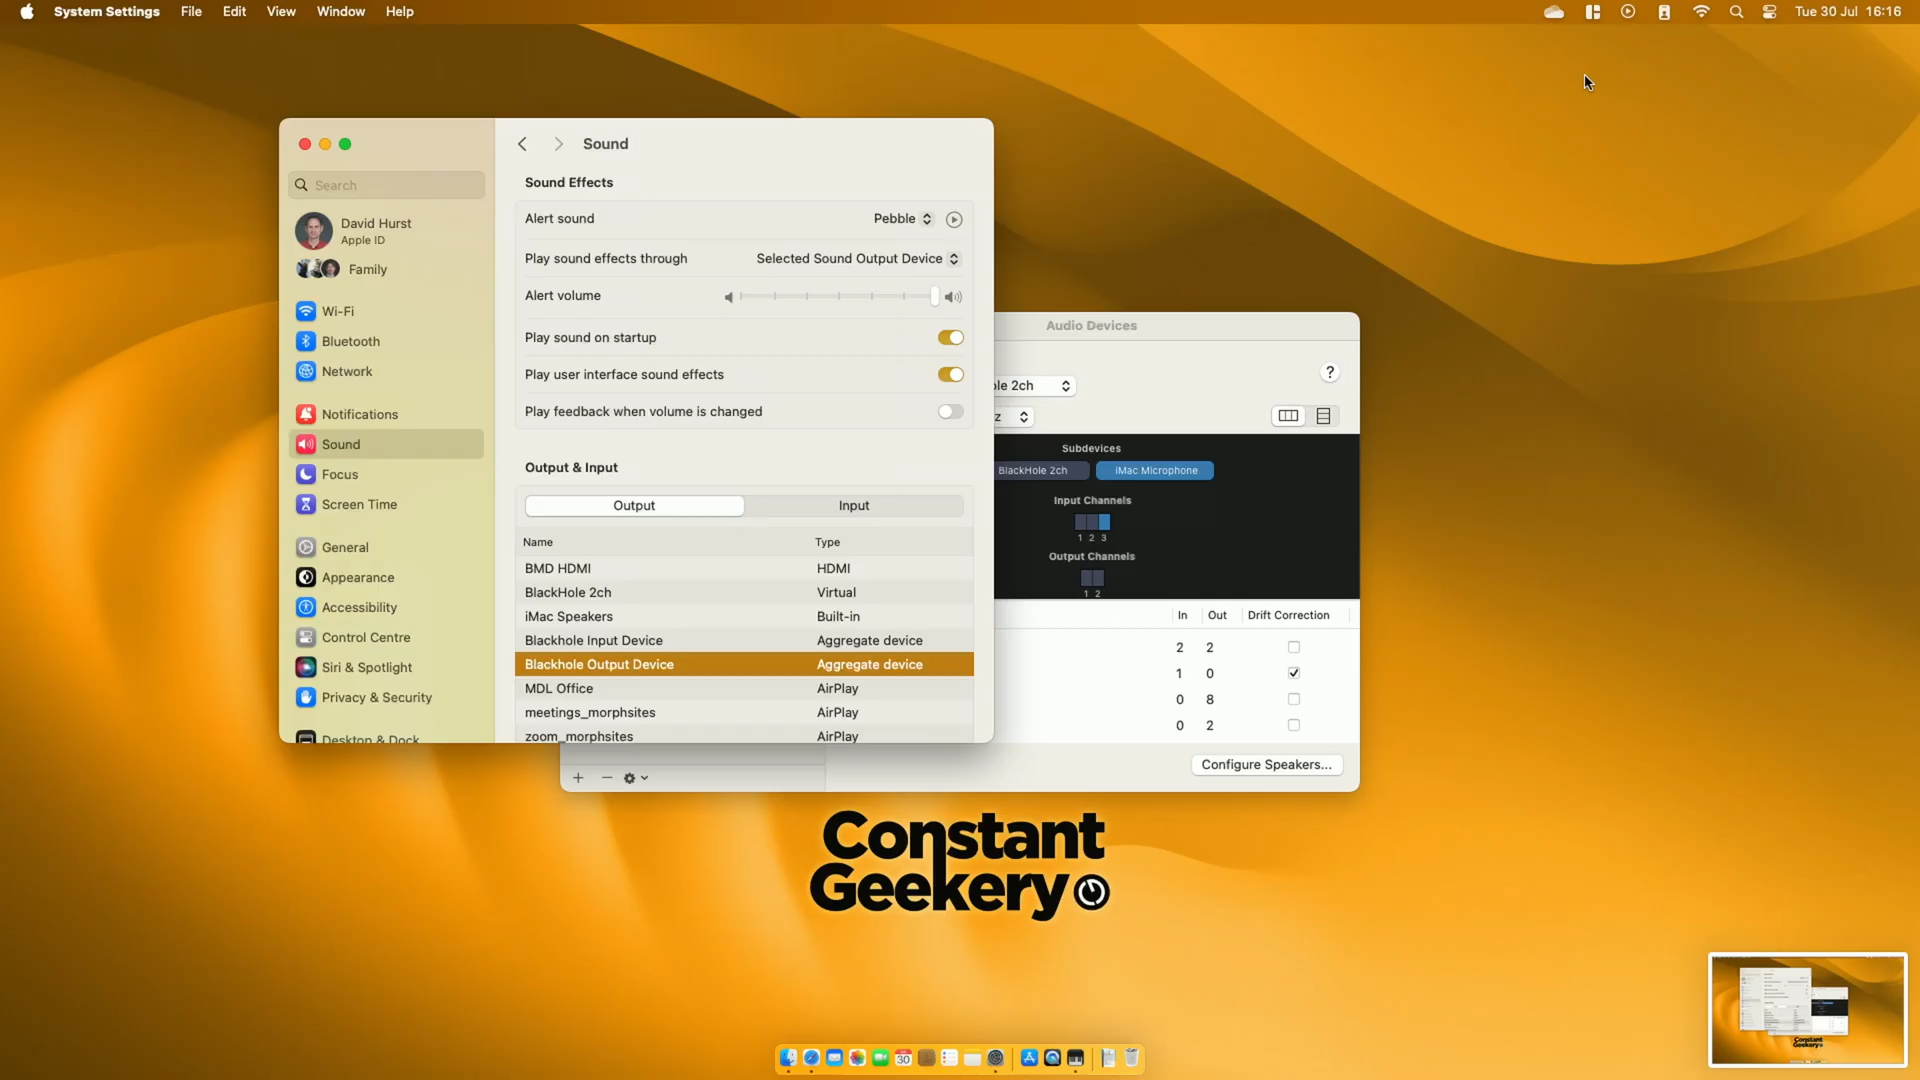 System Settings File Edit View Window Help
Tue 30 Jul 16:16
Search
David Hurst
Apple ID
Family
Wi-Fi
Bluetooth
Network
Notifications
Sound
Focus
Screen Time
General
Appearance
Accessibility
Control Centre
Siri & Spotlight
Privacy & Security
Desktop & Dock
Sound
Sound Effects
Alert sound Pebble
Play sound effects through Selected Sound Output Device
Alert volume
Play sound on startup
Play user interface sound effects
Play feedback when volume is changed
Output & Input
Output Input
Name Type
BMD HDMI HDMI
BlackHole 2ch Virtual
iMac Speakers Built-in
Blackhole Input Device Aggregate device
Blackhole Output Device Aggregate device
MDL Office AirPlay
meetings_morphsites AirPlay
zoom_morphsites AirPlay
Audio Devices
?
le 2ch
z
Subdevices
BlackHole 2ch iMac Microphone
Input Channels
1 2 3
Output Channels
1 2
In Out Drift Correction
2 2
1 0
0 8
0 2
Configure Speakers...
Constant
Geekery
30